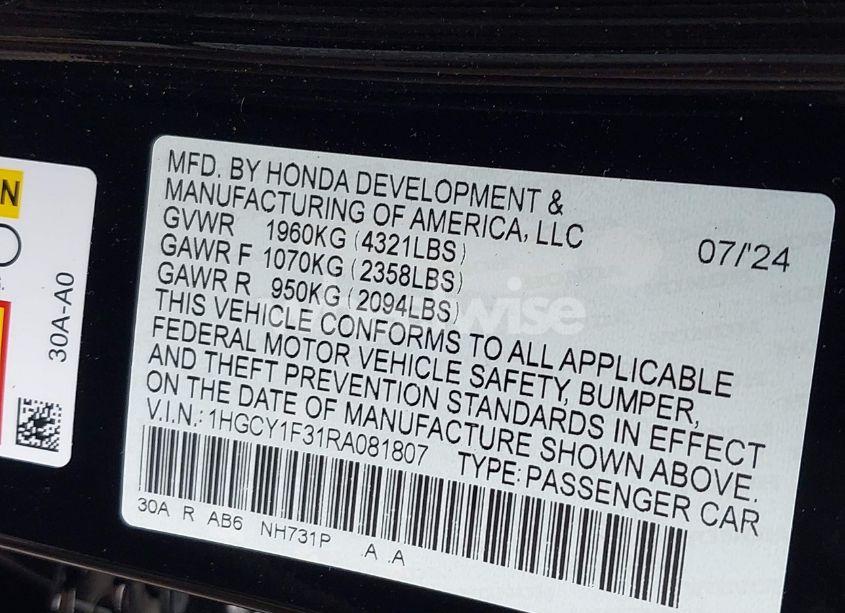 MFD. BY HONDA DEVELOPMENT &
MANUFACTURING OF AMERICA, LLC
GVWR 1960KG (4321LBS) 07/'24
GAWR F 1070KG (2358LBS)
GAWR R 950KG (2094LBS)
THIS VEHICLE CONFORMS TO ALL APPLICABLE
FEDERAL MOTOR VEHICLE SAFETY, BUMPER,
AND THEFT PREVENTION STANDARDS IN EFFECT
ON THE DATE OF MANUFACTURE SHOWN ABOVE.
V.I.N.: 1HGCY1F31RA081807 TYPE: PASSENGER CAR
30A R AB6 NH731P .A .A
30A-A0